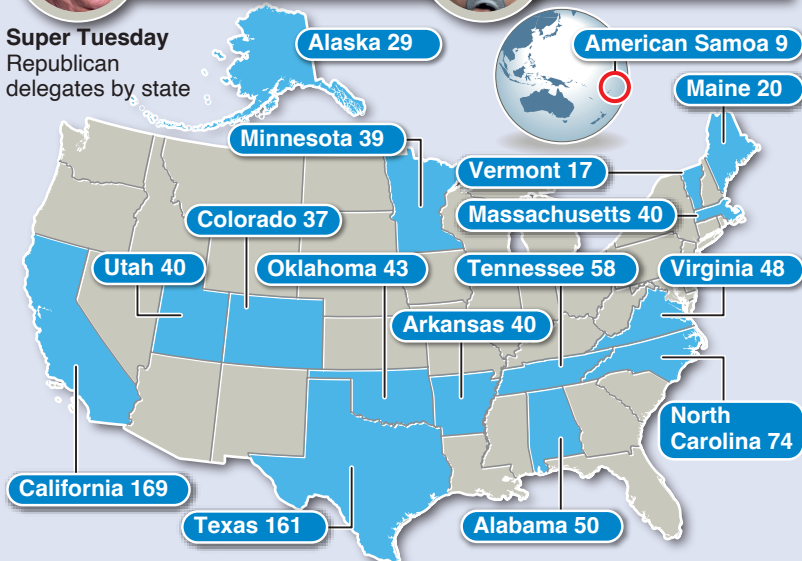 Super Tuesday
Republican
delegates by state
Alaska 29
American Samoa 9
Maine 20
Minnesota 39
Vermont 17
Massachusetts 40
Colorado 37
Utah 40
Oklahoma 43
Tennessee 58
Virginia 48
Arkansas 40
North
Carolina 74
California 169
Texas 161
Alabama 50